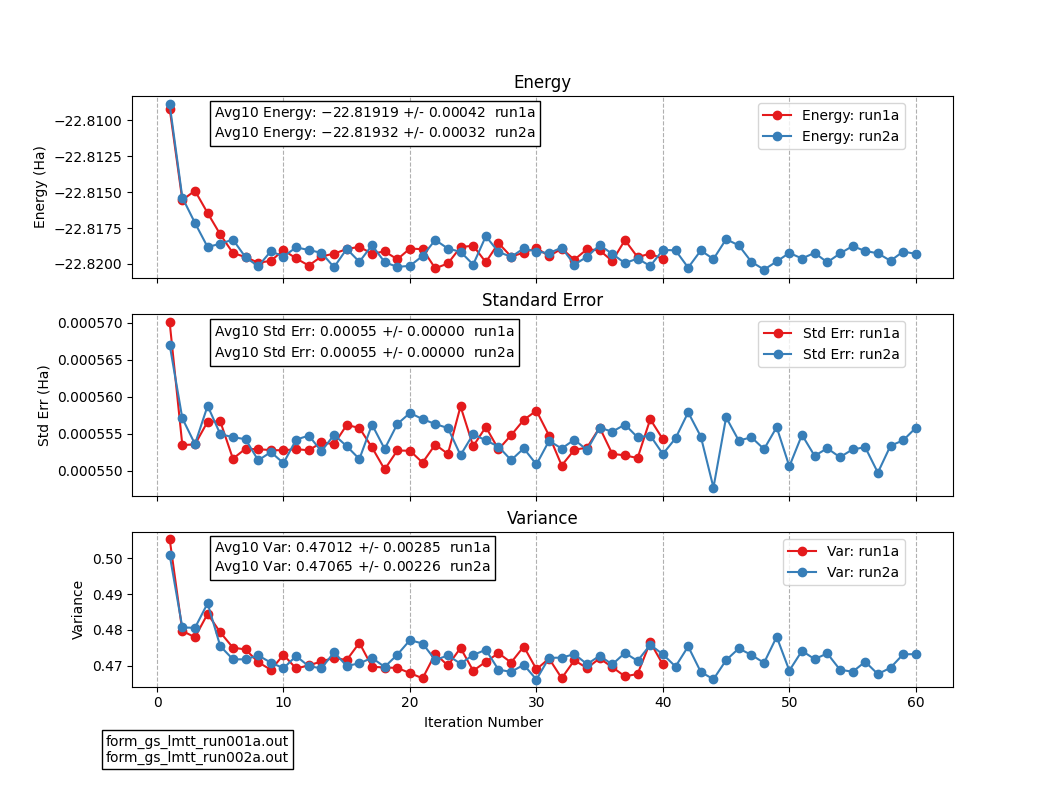 Energy
Energy (Ha)
−22.8100
−22.8125
−22.8150
−22.8175
−22.8200
Avg10 Energy: −22.81919 +/- 0.00042 run1a
Avg10 Energy: −22.81932 +/- 0.00032 run2a
Energy: run1a
Energy: run2a
Standard Error
Std Err (Ha)
0.000570
0.000565
0.000560
0.000555
0.000550
Avg10 Std Err: 0.00055 +/- 0.00000 run1a
Avg10 Std Err: 0.00055 +/- 0.00000 run2a
Std Err: run1a
Std Err: run2a
Variance
Variance
0.50
0.49
0.48
0.47
Avg10 Var: 0.47012 +/- 0.00285 run1a
Avg10 Var: 0.47065 +/- 0.00226 run2a
Var: run1a
Var: run2a
0 10 20 30 40 50 60
Iteration Number
form_gs_lmtt_run001a.out
form_gs_lmtt_run002a.out